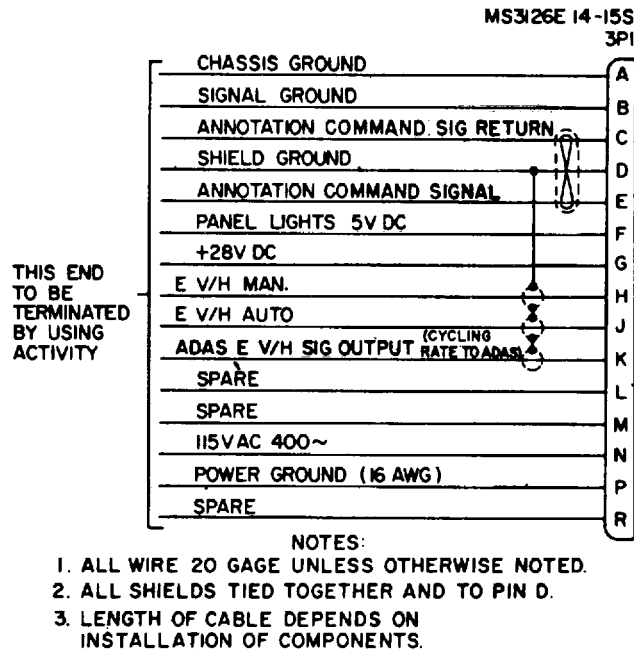 MS3126E 14-15S
3P1
CHASSIS GROUND A
SIGNAL GROUND B
ANNOTATION COMMAND SIG RETURN C
SHIELD GROUND D
ANNOTATION COMMAND SIGNAL E
PANEL LIGHTS 5V DC F
+28V DC G
E V/H MAN. H
E V/H AUTO J
ADAS E V/H SIG OUTPUT (CYCLING RATE TO ADAS) K
SPARE L
SPARE M
115VAC 400~ N
POWER GROUND (16 AWG) P
SPARE R
THIS END
TO BE
TERMINATED
BY USING
ACTIVITY
NOTES:
1. ALL WIRE 20 GAGE UNLESS OTHERWISE NOTED.
2. ALL SHIELDS TIED TOGETHER AND TO PIN D.
3. LENGTH OF CABLE DEPENDS ON
INSTALLATION OF COMPONENTS.